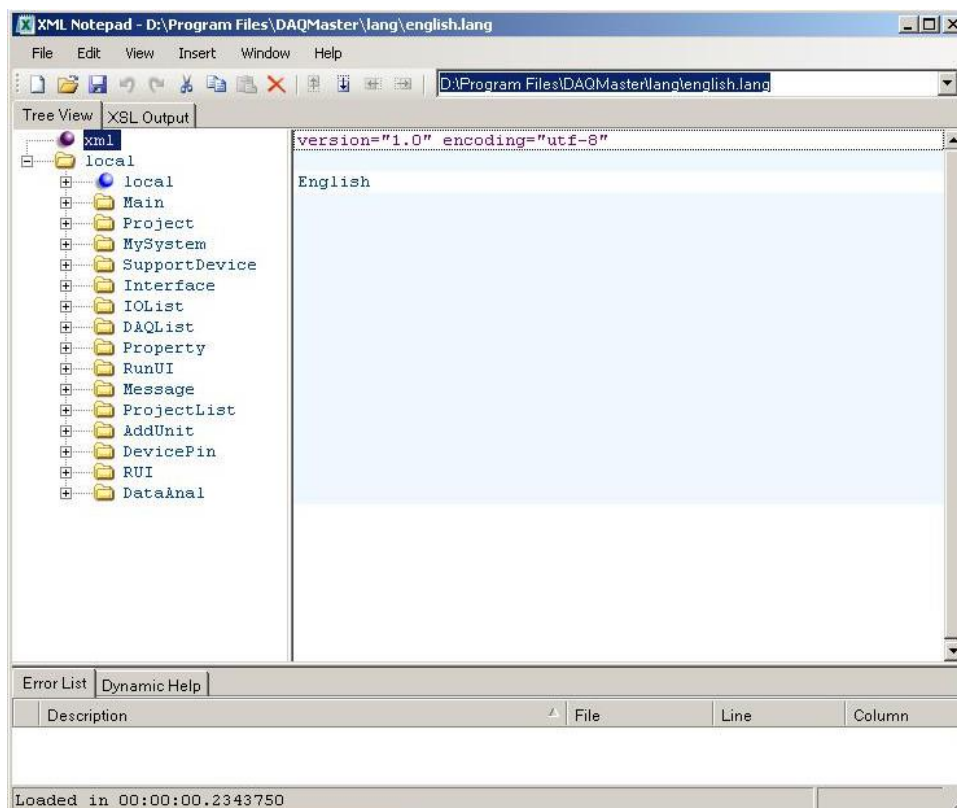 XML Notepad - D:\Program Files\DAQMaster\lang\english.lang
File Edit View Insert Window Help
D:\Program Files\DAQMaster\lang\english.lang
Tree View XSL Output
xml version="1.0" encoding="utf-8"
local
local English
Main
Project
MySystem
SupportDevice
Interface
IOList
DAQList
Property
RunUI
Message
ProjectList
AddUnit
DevicePin
RUI
DataAnal
Error List Dynamic Help
Description File Line Column
Loaded in 00:00:00.2343750